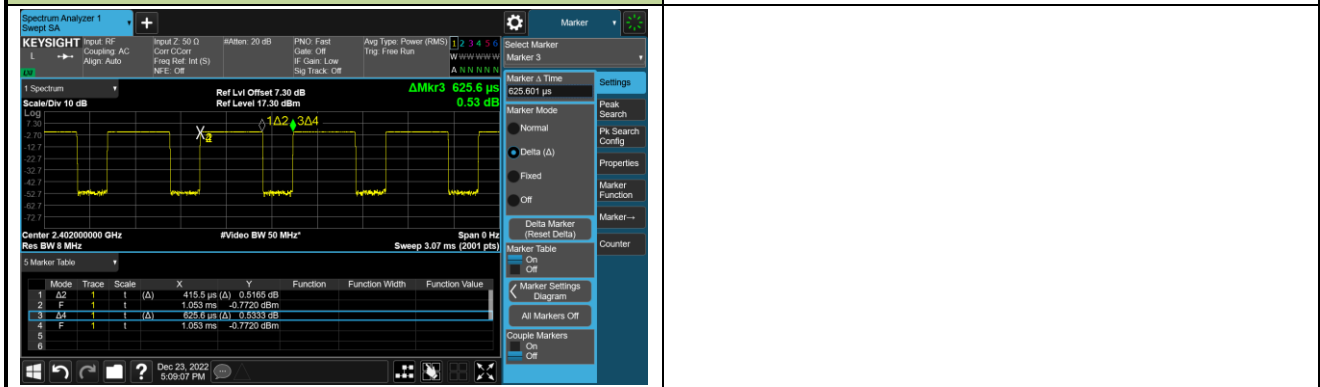 Spectrum Analyzer 1
Swept SA
Marker
KEYSIGHT
L
Input: RF
Coupling: AC
Align: Auto
Input Z: 50 Ω
Corr CCorr
Freq Ref: Int (S)
NFE: Off
#Atten: 20 dB
PNO: Fast
Gate: Off
IF Gain: Low
Sig Track: Off
Avg Type: Power (RMS)
Trig: Free Run
1 2 3 4 5 6
W W W W W W
A N N N N N
1 Spectrum
Scale/Div 10 dB
Ref Lvl Offset 7.30 dB
Ref Level 17.30 dBm
ΔMkr3 625.6 µs
0.53 dB
Log
7.30
-2.70
-12.7
-22.7
-32.7
-42.7
-52.7
-62.7
-72.7
1Δ2
3Δ4
Center 2.402000000 GHz
Res BW 8 MHz
#Video BW 50 MHz*
Span 0 Hz
Sweep 3.07 ms (2001 pts)
5 Marker Table
Mode Trace Scale X Y Function Function Width Function Value
1 Δ2 1 t (Δ) 415.5 µs (Δ) 0.5165 dB
2 F 1 t 1.053 ms -0.7720 dBm
3 Δ4 1 t (Δ) 625.6 µs (Δ) 0.5333 dB
4 F 1 t 1.053 ms -0.7720 dBm
5
6
Dec 23, 2022
5:09:07 PM
Select Marker
Marker 3
Marker Δ Time
625.601 µs
Marker Mode
Normal
Delta (Δ)
Fixed
Off
Delta Marker
(Reset Delta)
Marker Table
On
Off
Marker Settings
Diagram
All Markers Off
Couple Markers
On
Off
Settings
Peak
Search
Pk Search
Config
Properties
Marker
Function
Marker→
Counter